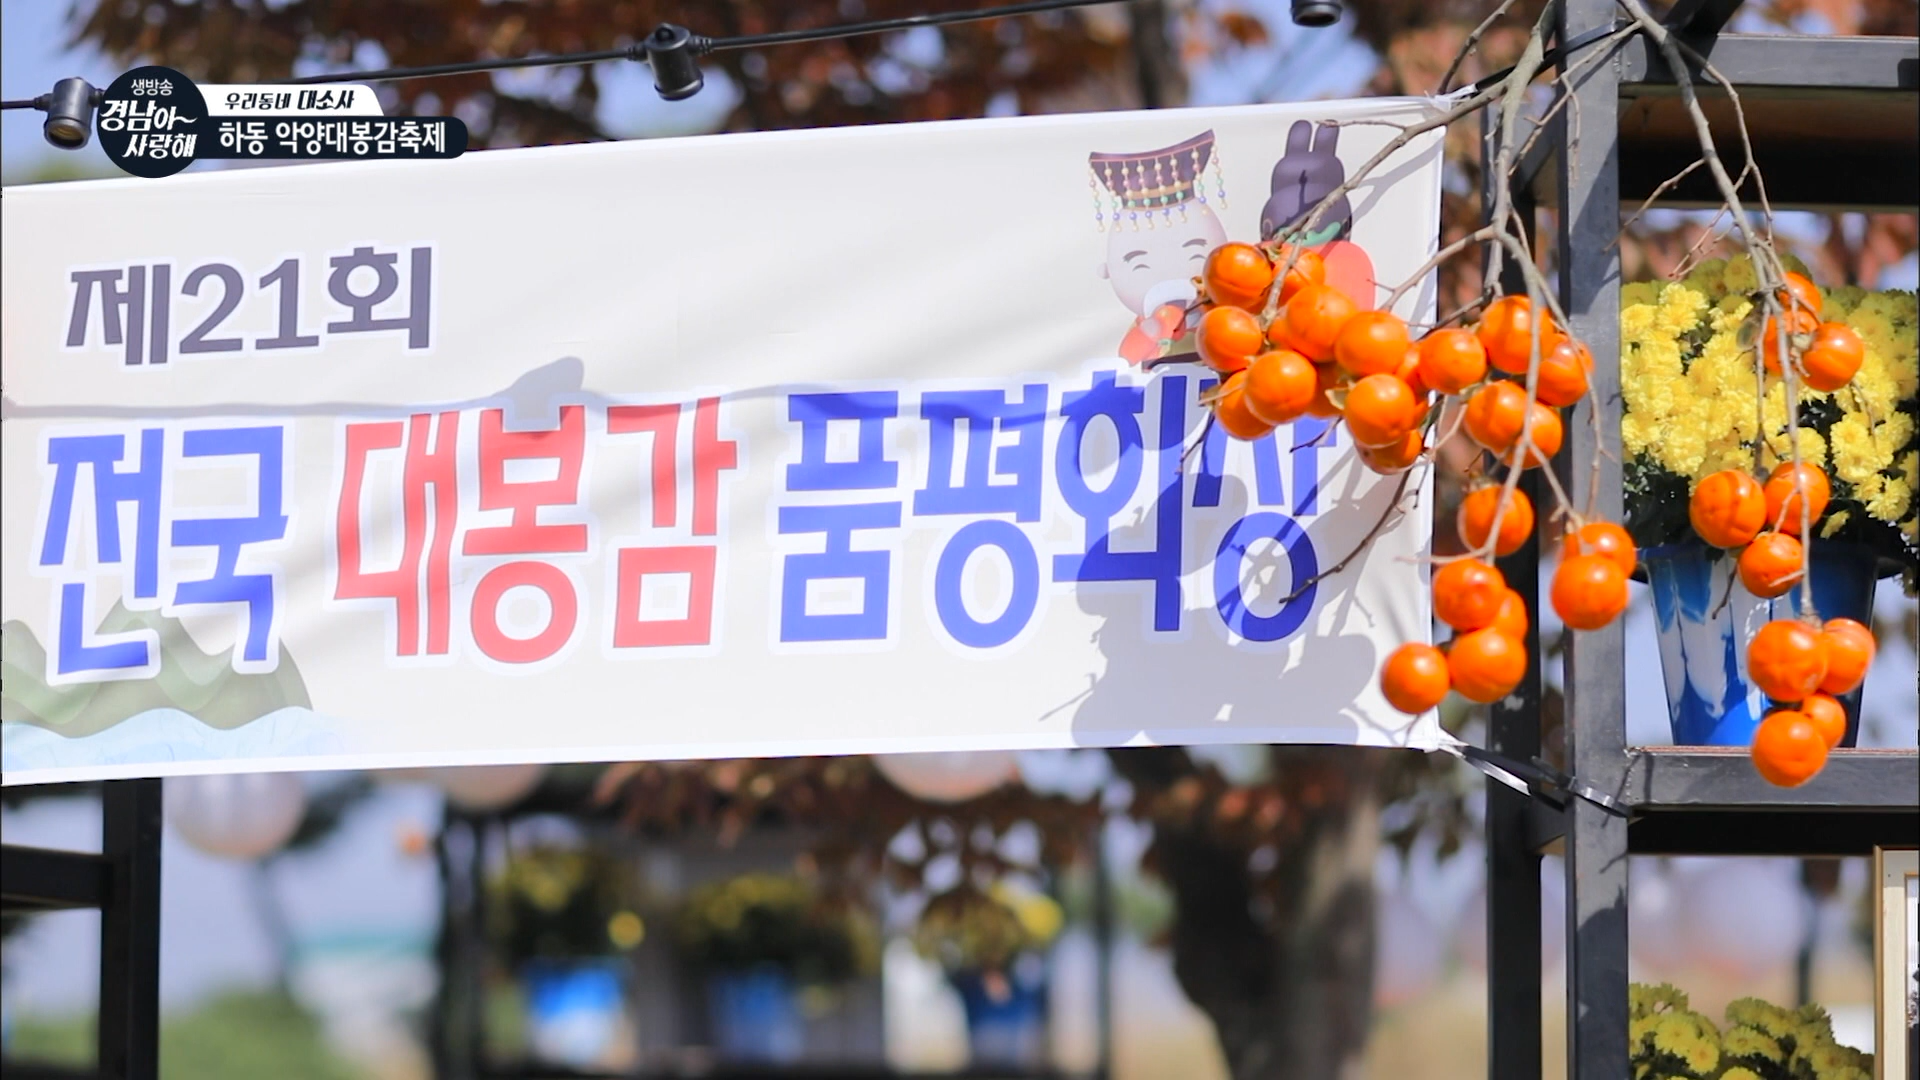 생방송
경남아~
사랑해
우리동네 대소사
하동 악양대봉감축제
제21회
전국 대봉감 품평회장